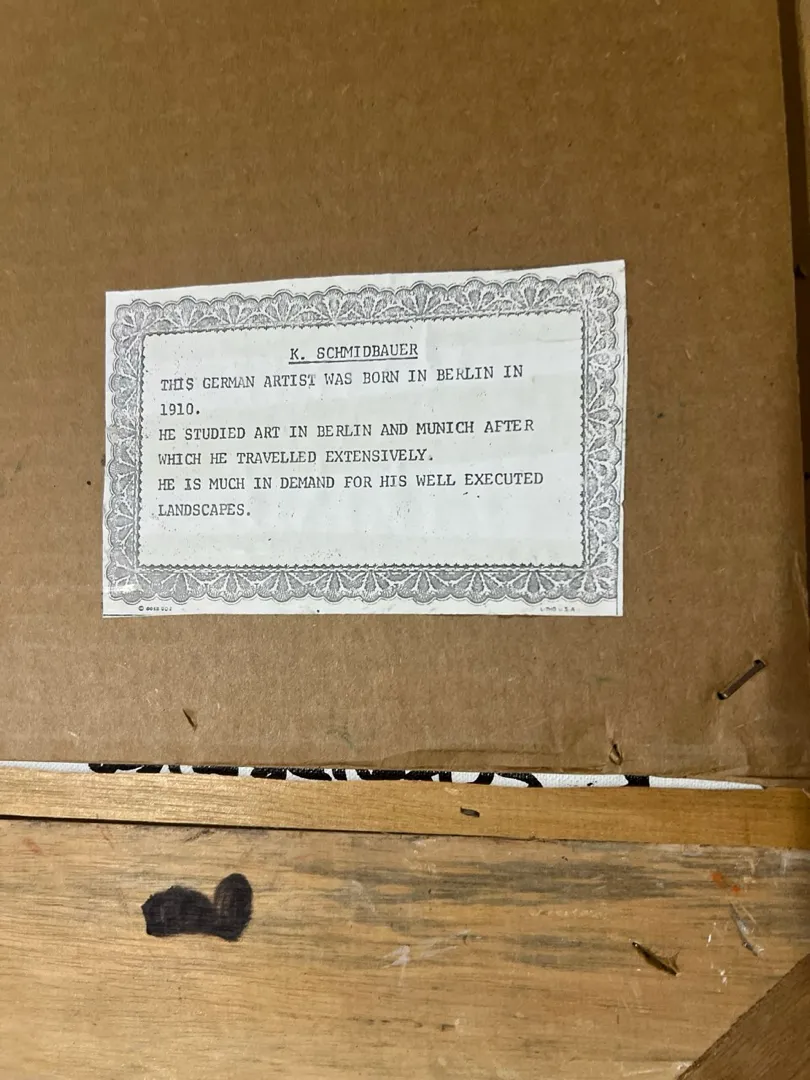 K. SCHMIDBAUER
THIS GERMAN ARTIST WAS BORN IN BERLIN IN
1910.
HE STUDIED ART IN BERLIN AND MUNICH AFTER
WHICH HE TRAVELLED EXTENSIVELY.
HE IS MUCH IN DEMAND FOR HIS WELL EXECUTED
LANDSCAPES.